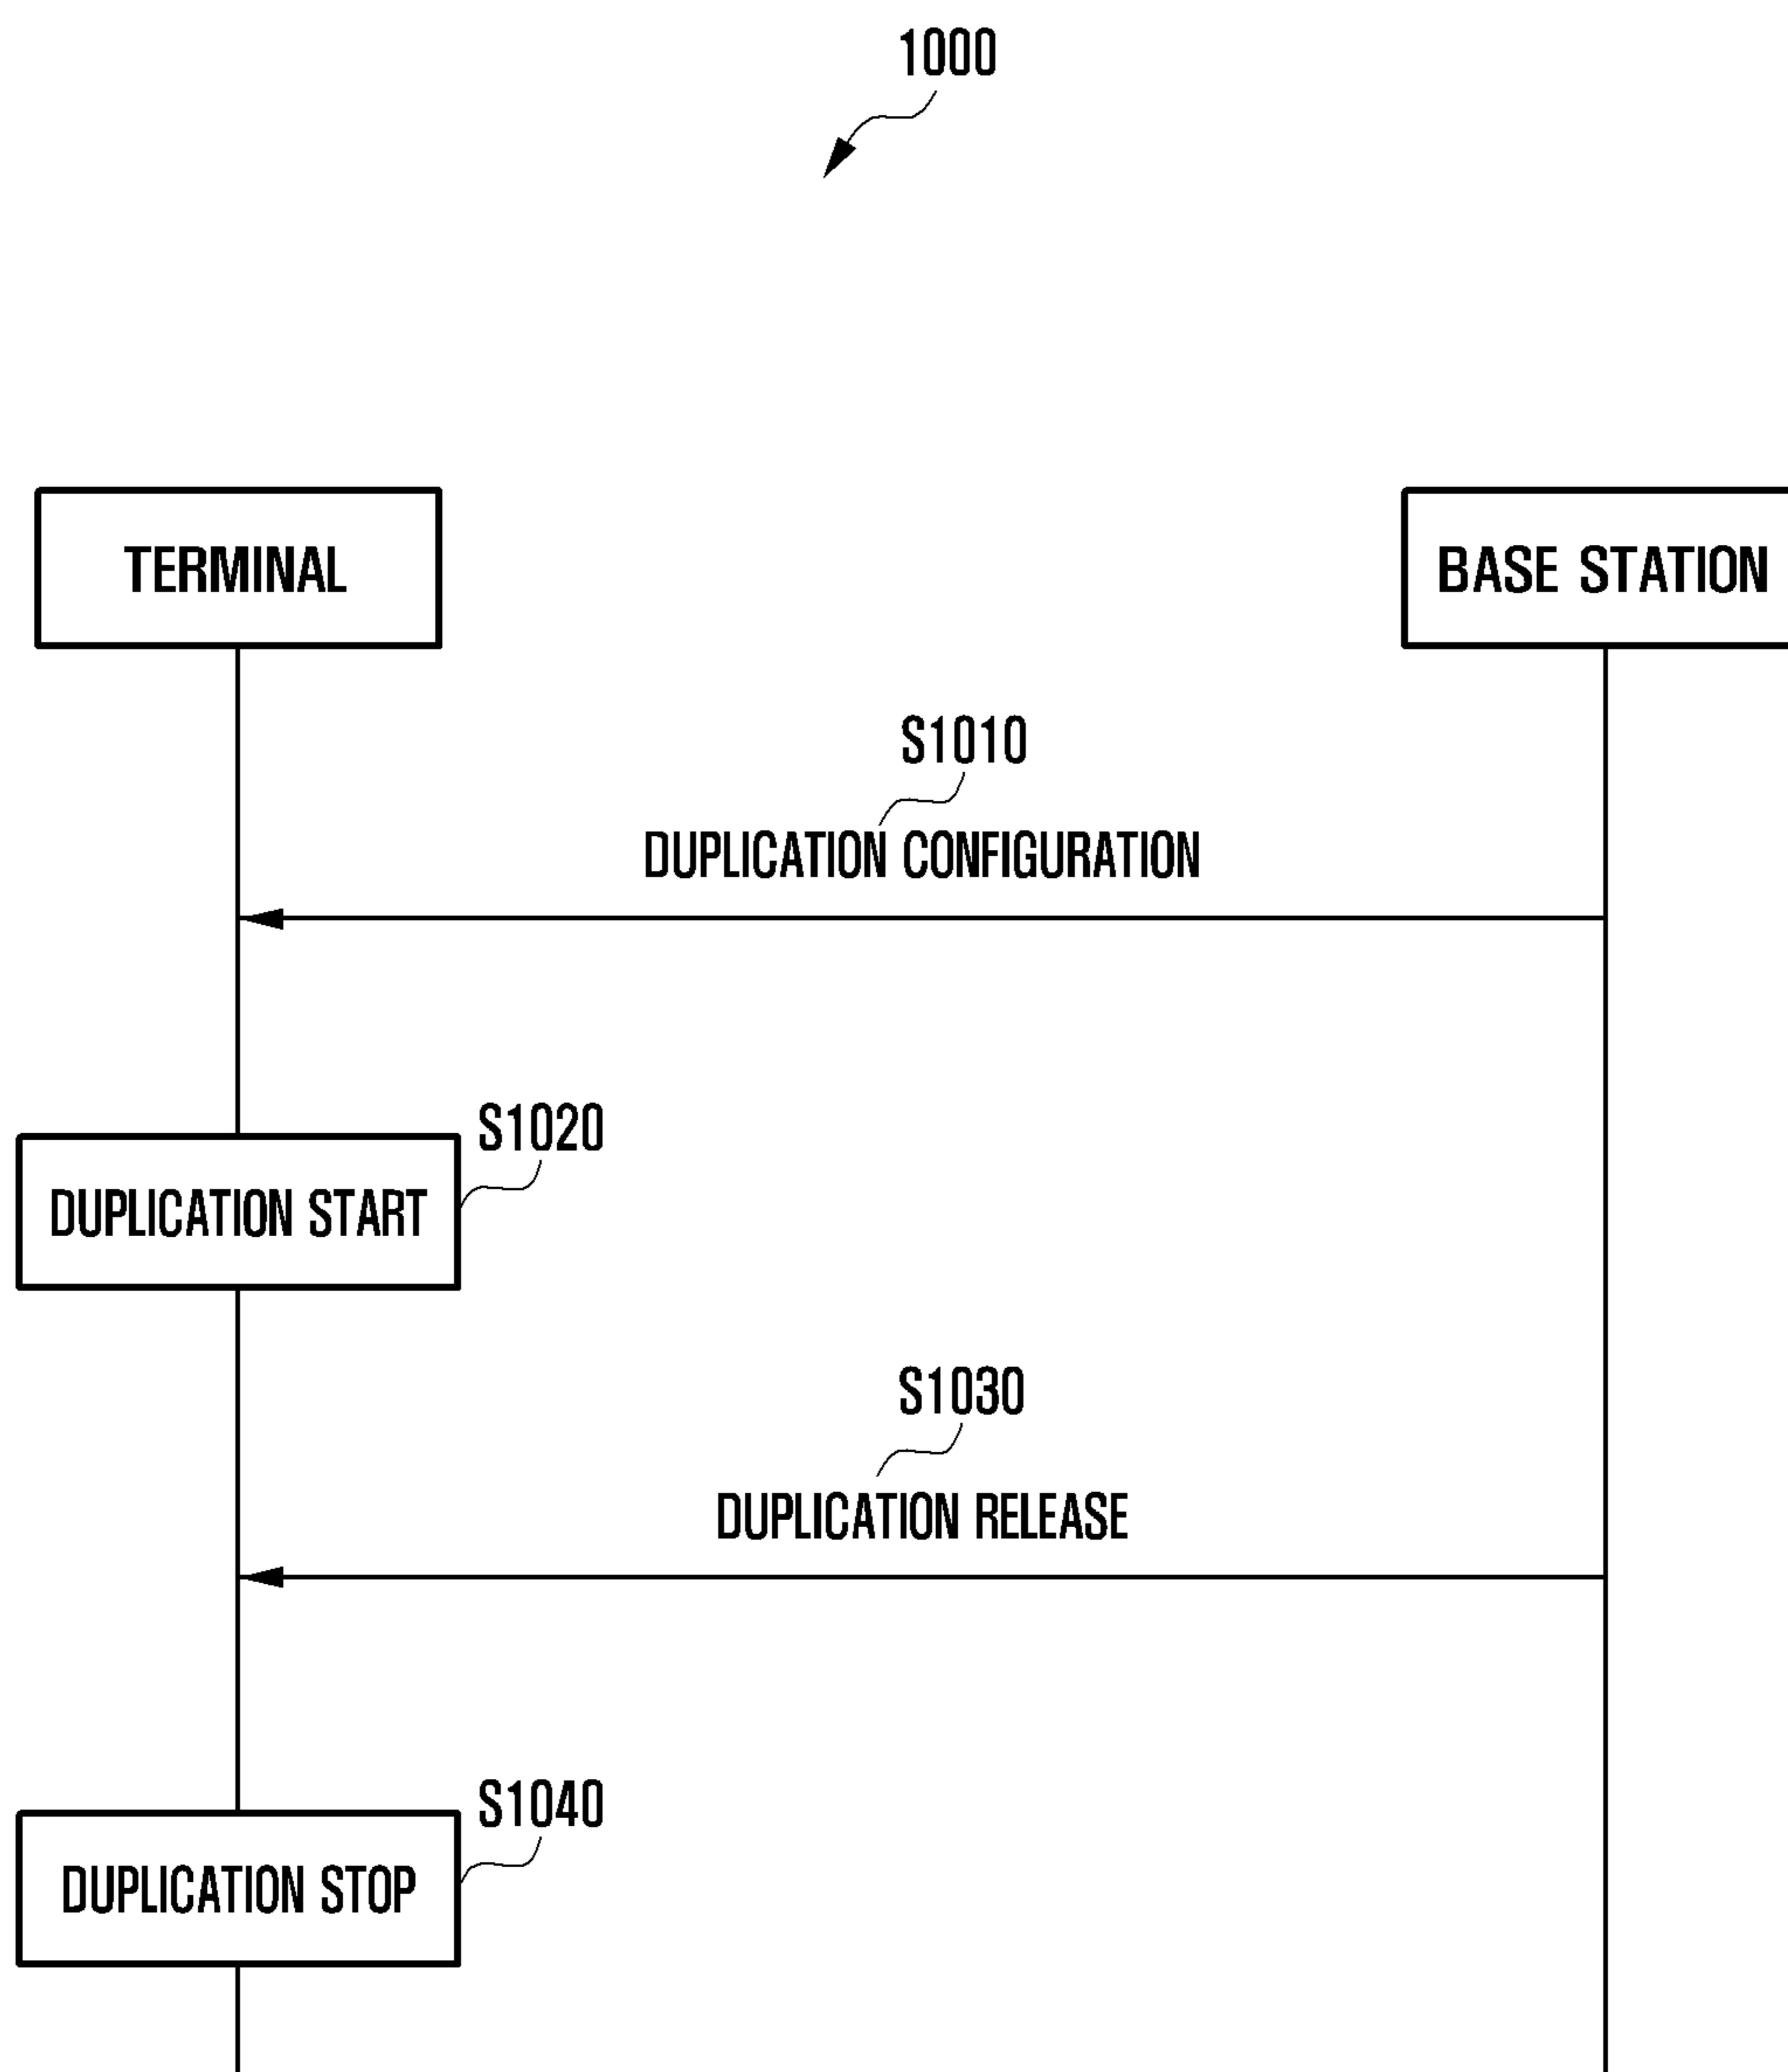 1000
TERMINAL
BASE STATION
S1010
DUPLICATION CONFIGURATION
S1020
DUPLICATION START
S1030
DUPLICATION RELEASE
S1040
DUPLICATION STOP